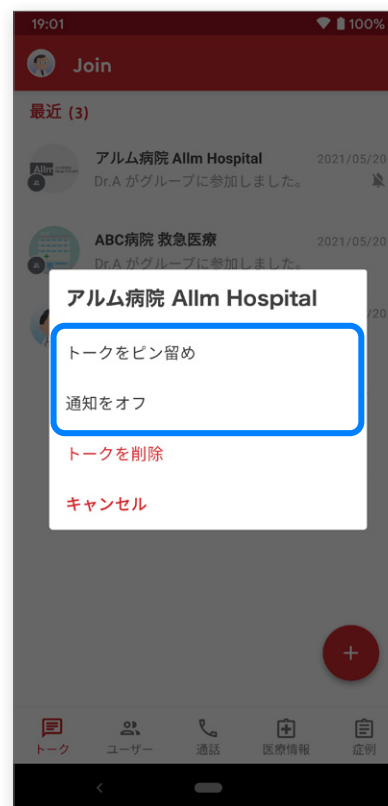 19:01
100%
Join
最近 (3)
アルム病院 Allm Hospital
2021/05/20
Allm
Dr.A がグループに参加しました。
ABC病院 救急医療
2021/05/20
Dr.A がグループに参加しました。
アルム病院 Allm Hospital
/20
トークをピン留め
通知をオフ
トークを削除
キャンセル
トーク
ユーザー
通話
医療情報
症例